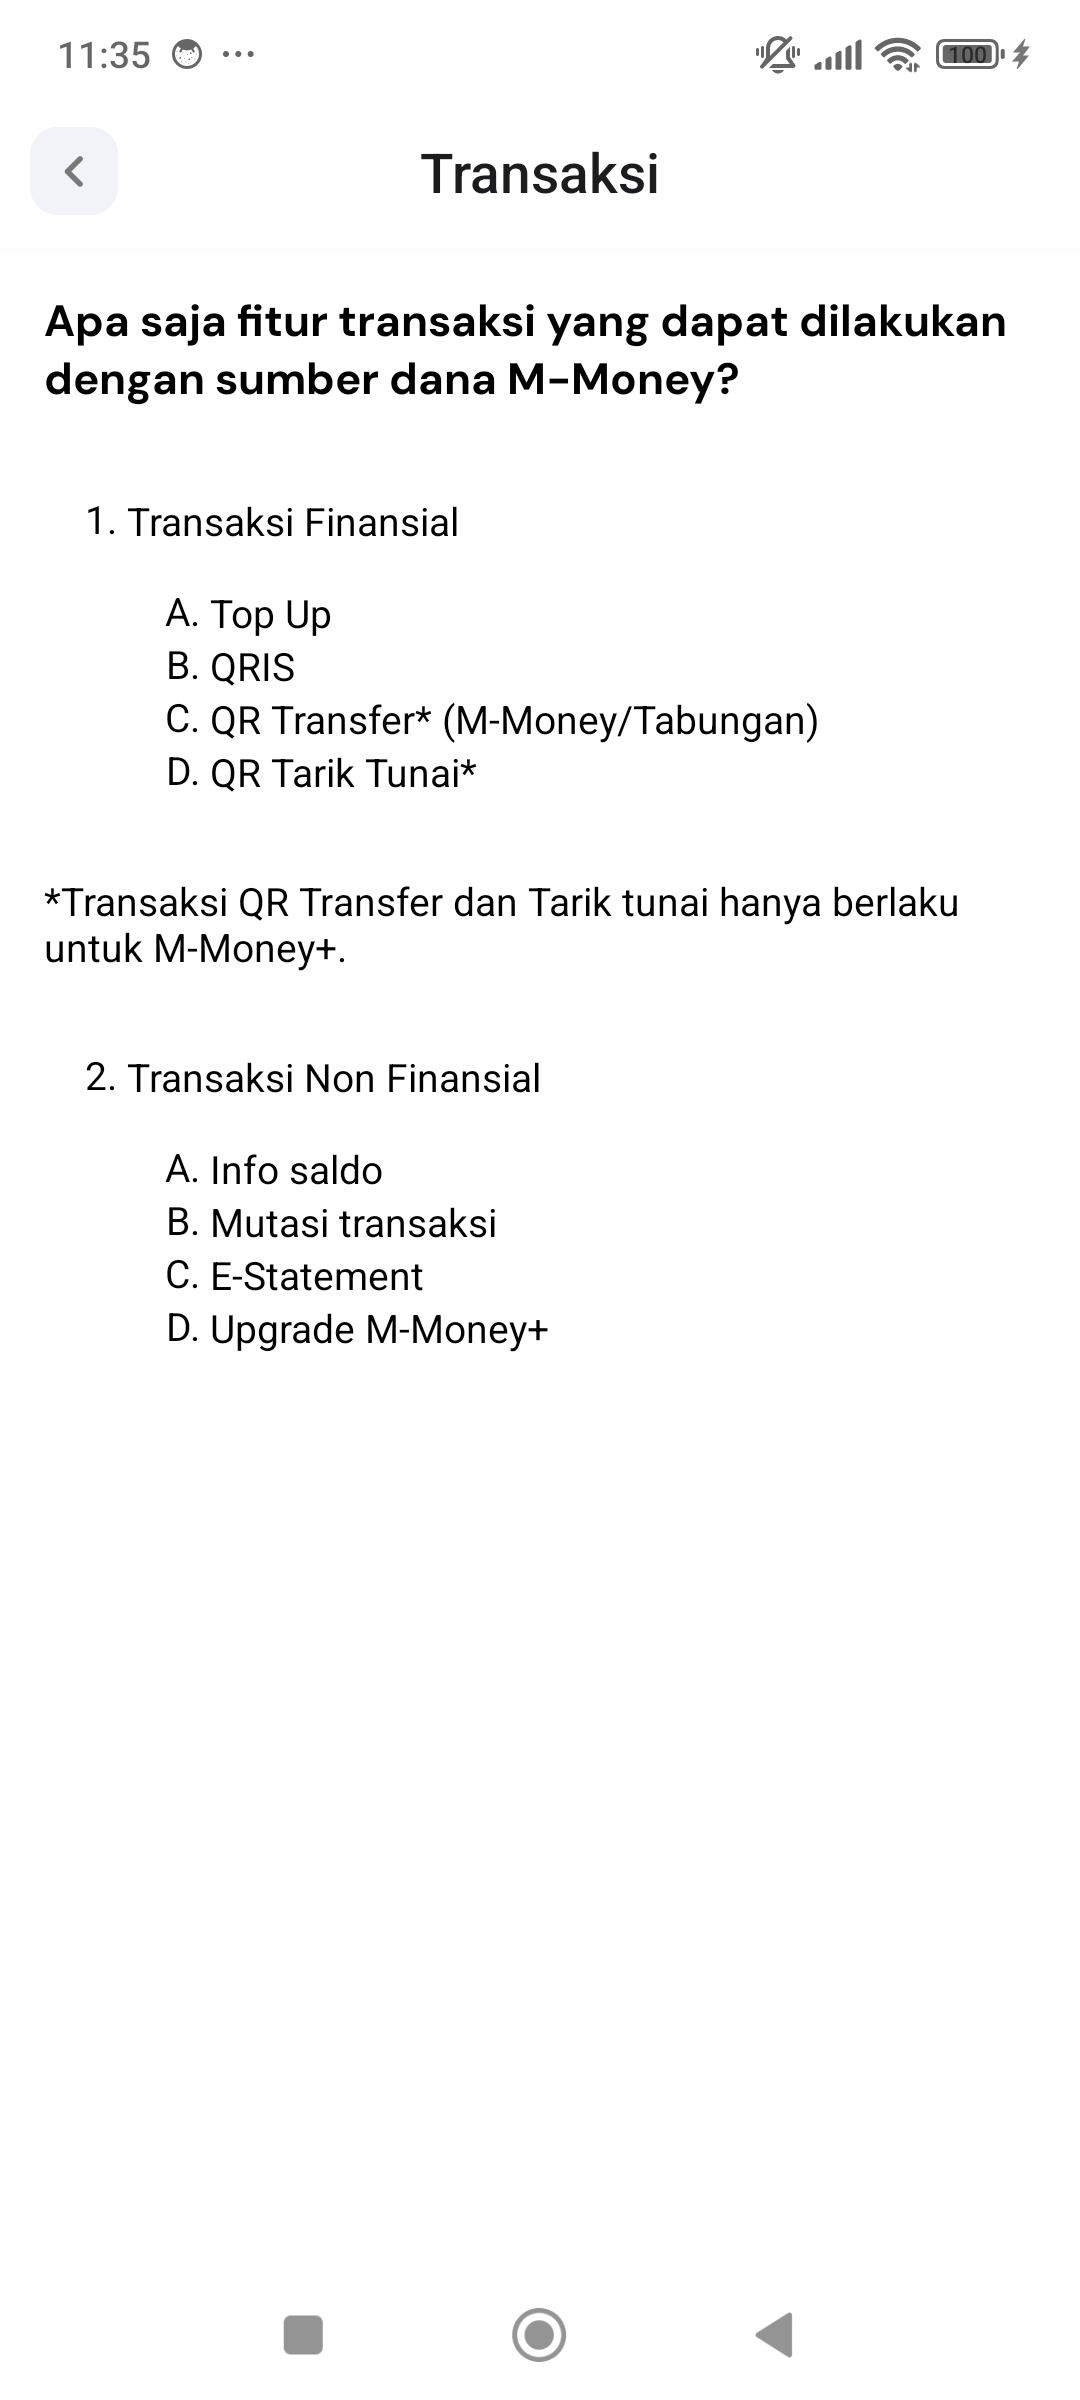 11:35
100
Transaksi
Apa saja fitur transaksi yang dapat dilakukan
dengan sumber dana M-Money?
1. Transaksi Finansial
A. Top Up
B. QRIS
C. QR Transfer* (M-Money/Tabungan)
D. QR Tarik Tunai*
*Transaksi QR Transfer dan Tarik tunai hanya berlaku
untuk M-Money+.
2. Transaksi Non Finansial
A. Info saldo
B. Mutasi transaksi
C. E-Statement
D. Upgrade M-Money+